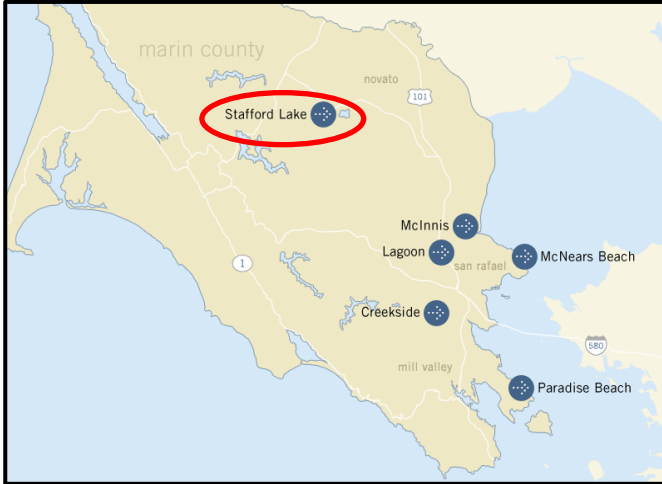 marin county
novato
101
Stafford Lake
McInnis
Lagoon
san rafael
McNears Beach
1
Creekside
580
mill valley
Paradise Beach